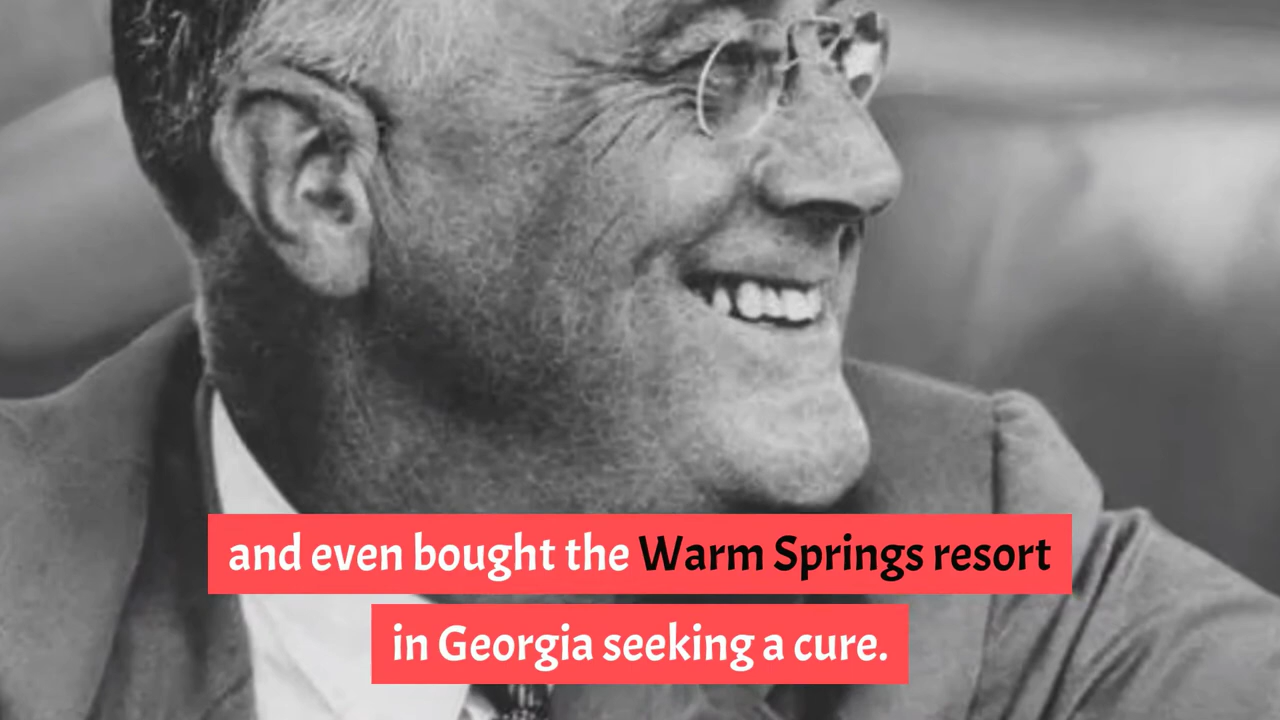 and even bought the Warm Springs resort
in Georgia seeking a cure.